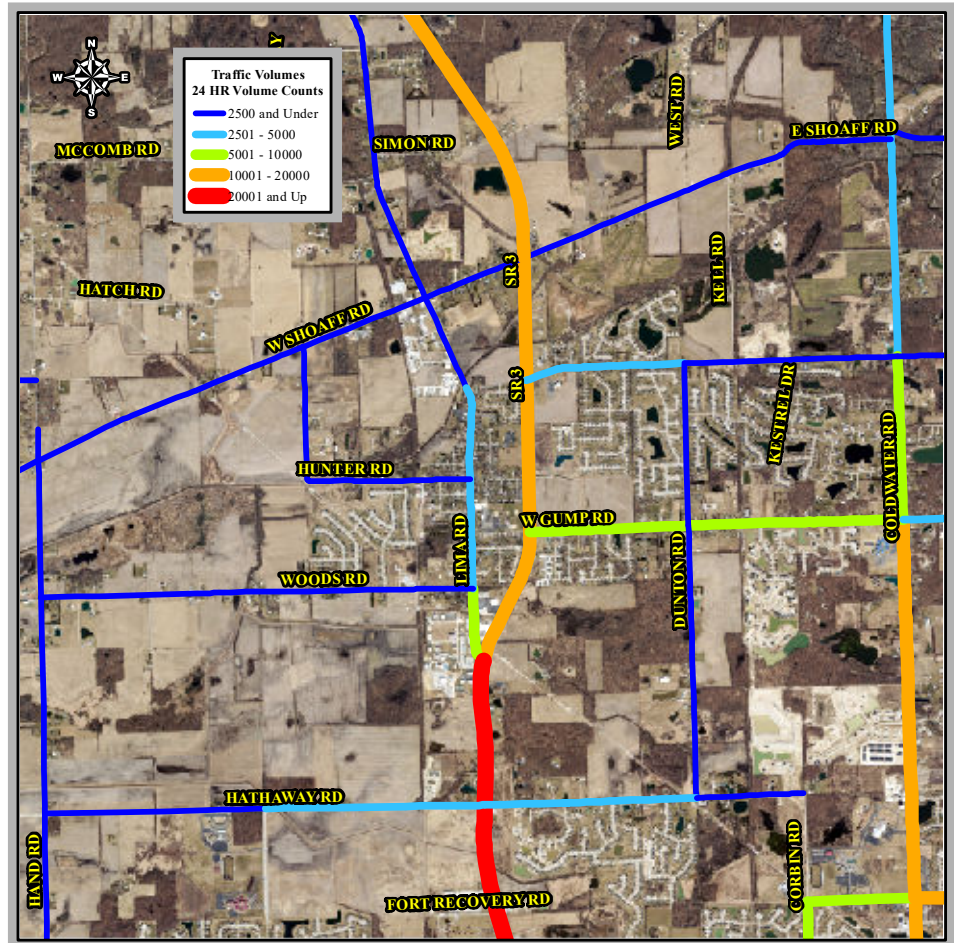 N
W
E
S
Traffic Volumes
24 HR Volume Counts
2500 and Under
2501 - 5000
5001 - 10000
10001 - 20000
20001 and Up
Y
MCCOMB RD
SIMON RD
WEST RD
E SHOAFF RD
HATCH RD
W SHOAFF RD
SR 3
KELL RD
SR 3
KESTREL DR
HUNTER RD
LIMA RD
W GUMP RD
COLDWATER RD
WOODS RD
DUNTON RD
HATHAWAY RD
HAND RD
FORT RECOVERY RD
CORBIN RD